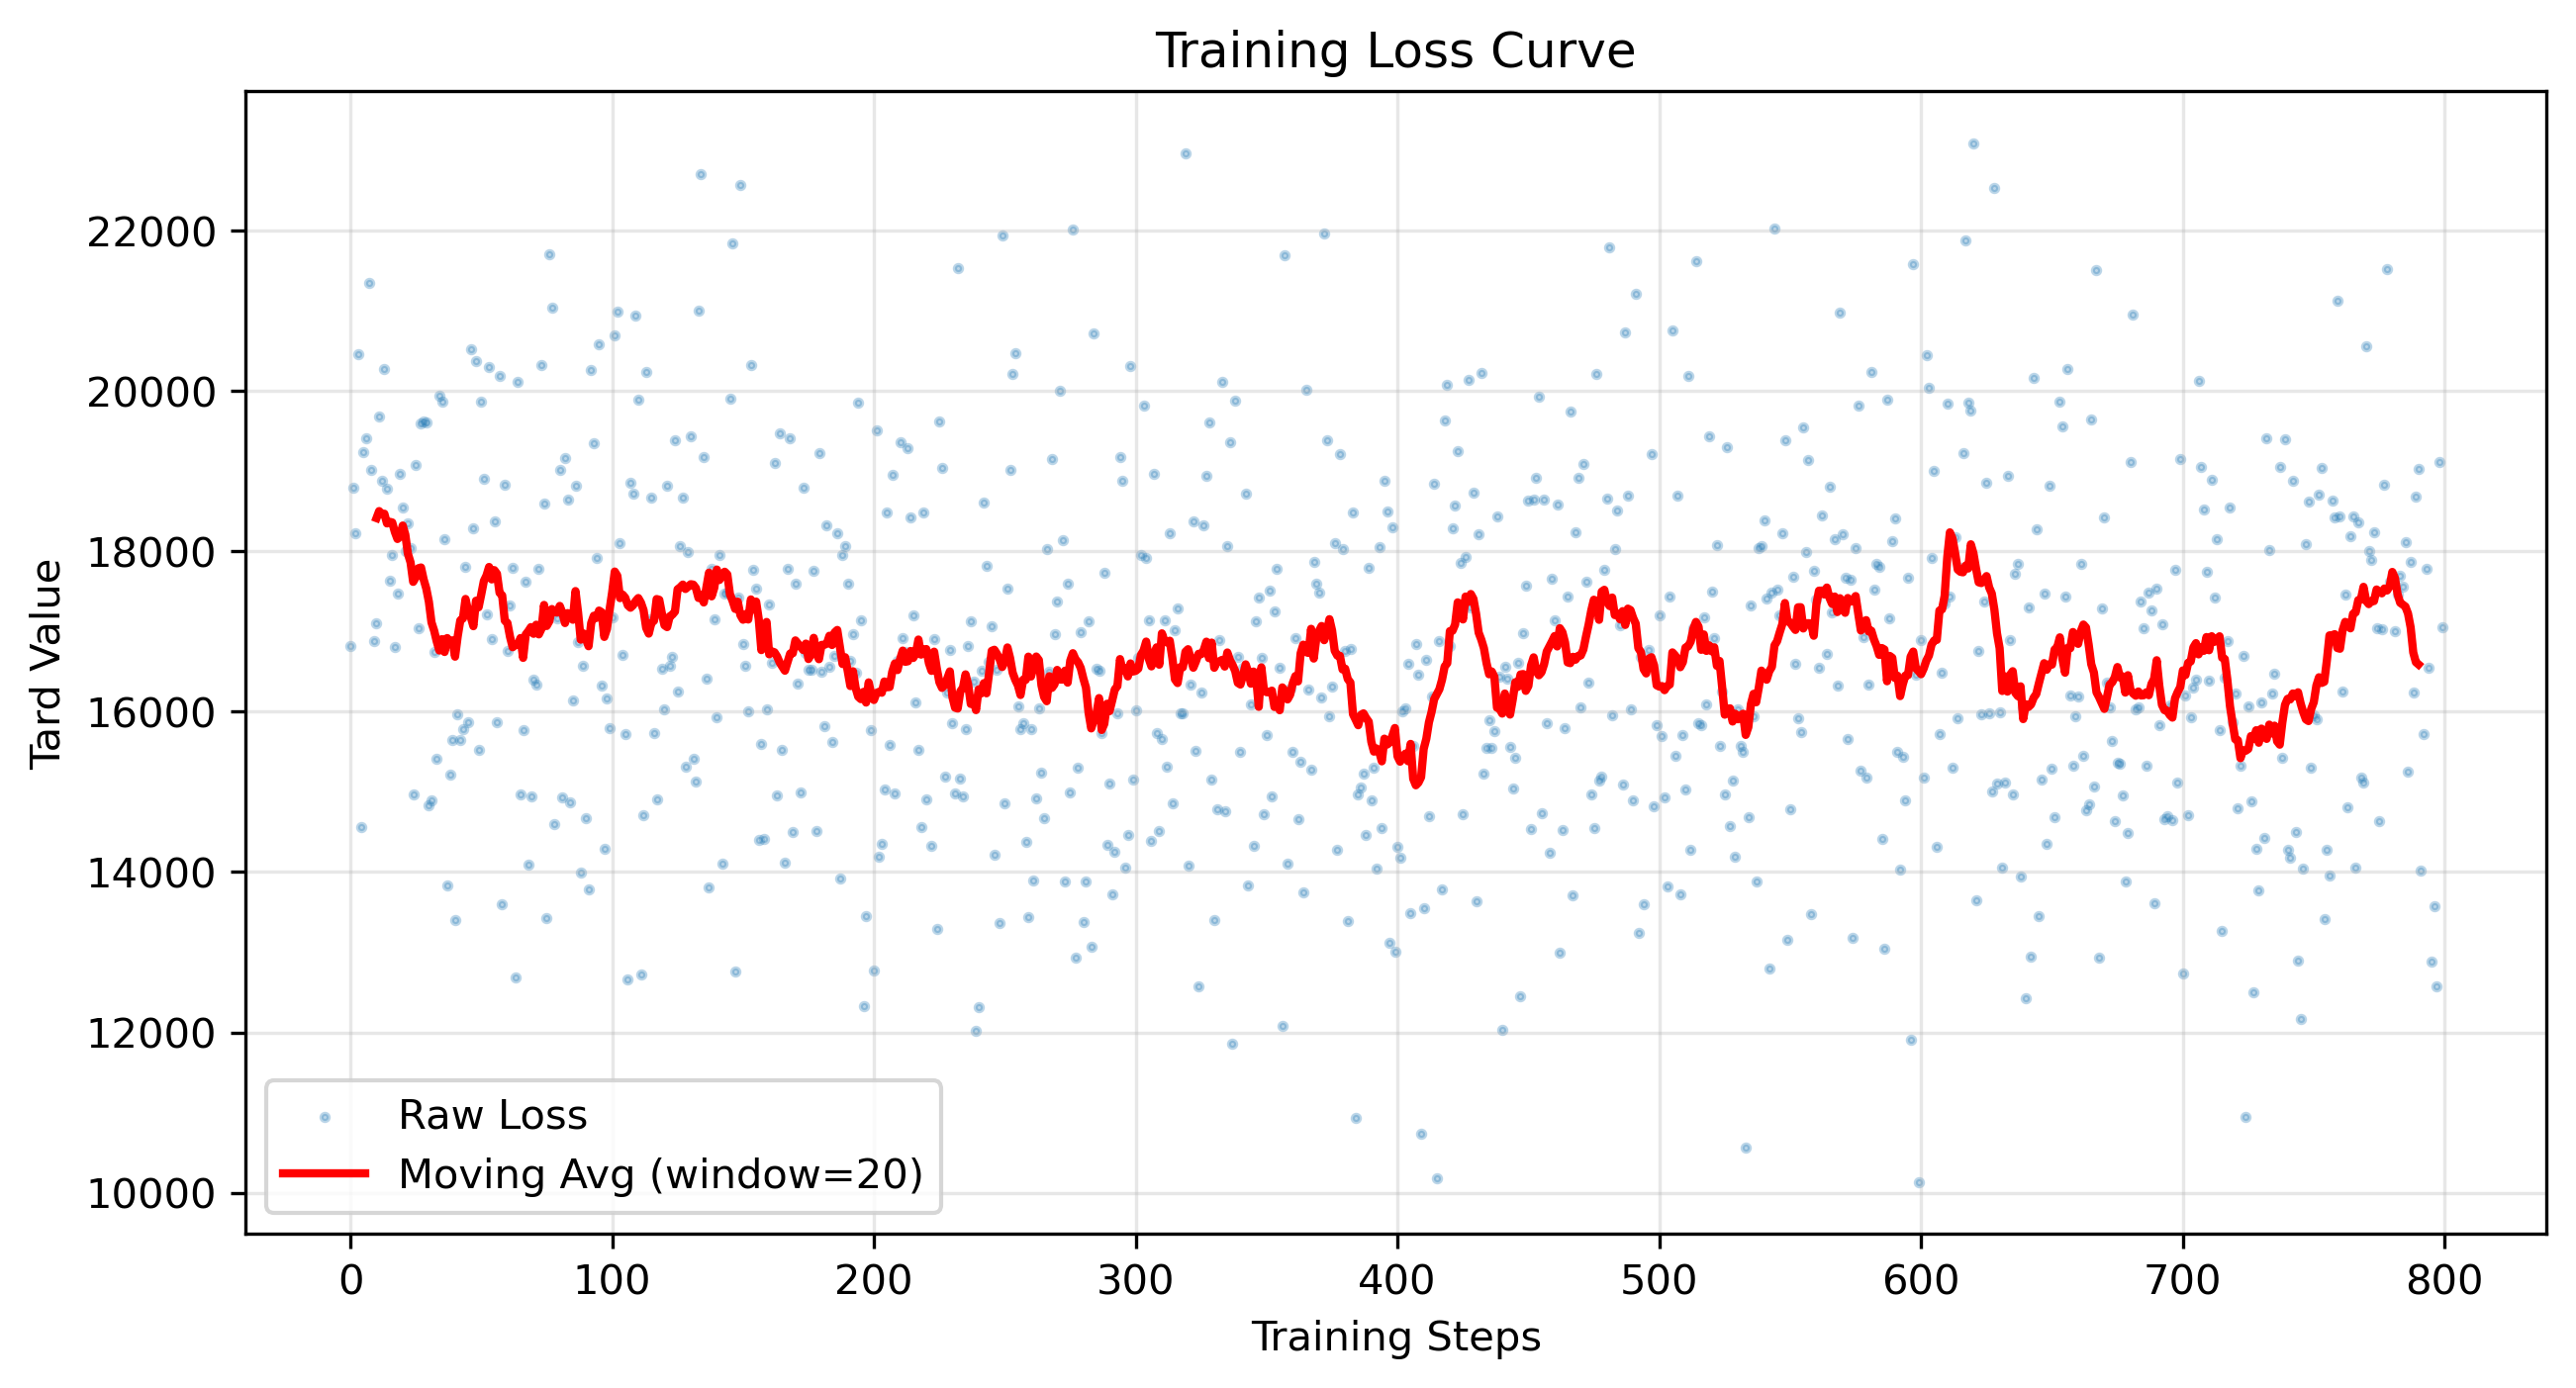 Training Loss Curve
Tard Value
22000
20000
18000
16000
14000
12000
10000
Raw Loss
Moving Avg (window=20)
0 100 200 300 400 500 600 700 800
Training Steps